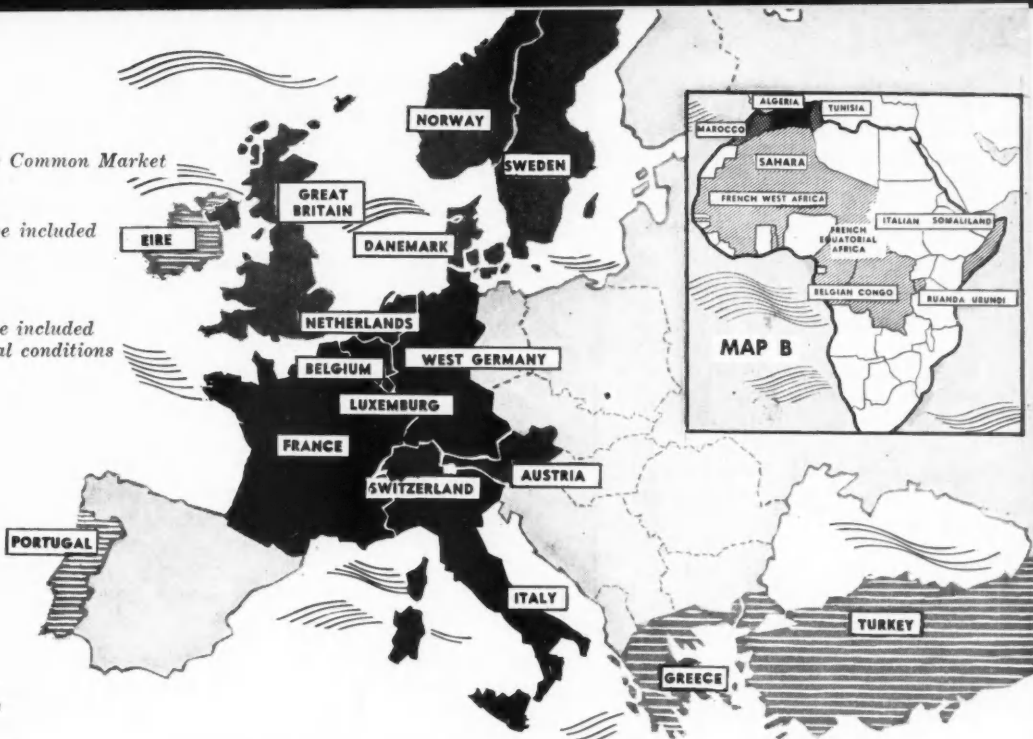 Common Market
be included
be included
al conditions
NORWAY
SWEDEN
GREAT
BRITAIN
EIRE
DANEMARK
NETHERLANDS
BELGIUM
WEST GERMANY
LUXEMBURG
FRANCE
SWITZERLAND
AUSTRIA
PORTUGAL
ITALY
GREECE
TURKEY
ALGERIA
TUNISIA
MAROCCO
SAHARA
FRENCH WEST AFRICA
ITALIAN SOMALILAND
FRENCH
EQUATORIAL
AFRICA
BELGIAN CONGO
RUANDA URUNDI
MAP B